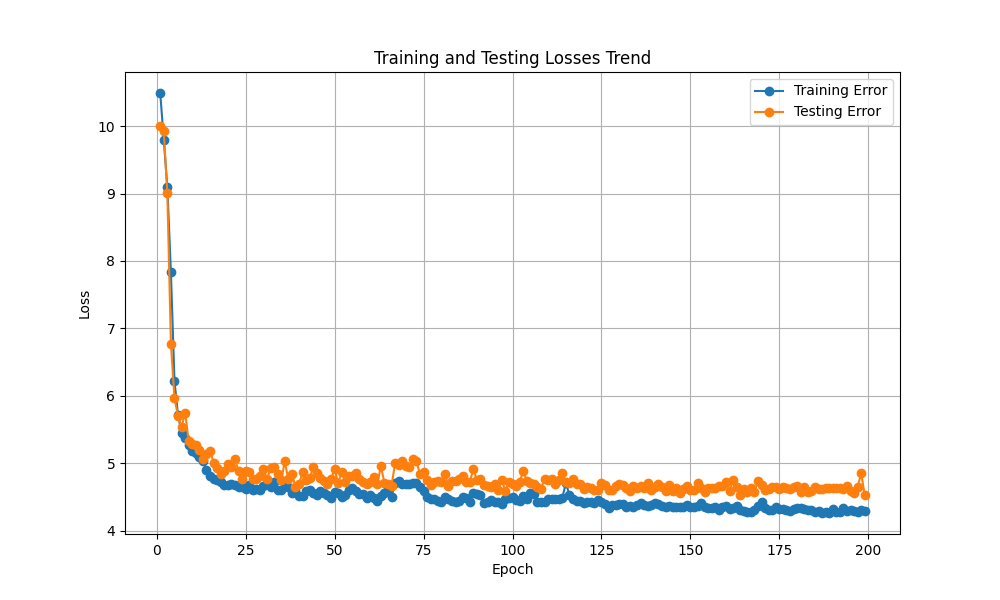 Training and Testing Losses Trend
Training Error
Testing Error
10
9
8
7
6
5
4
Loss
0 25 50 75 100 125 150 175 200
Epoch